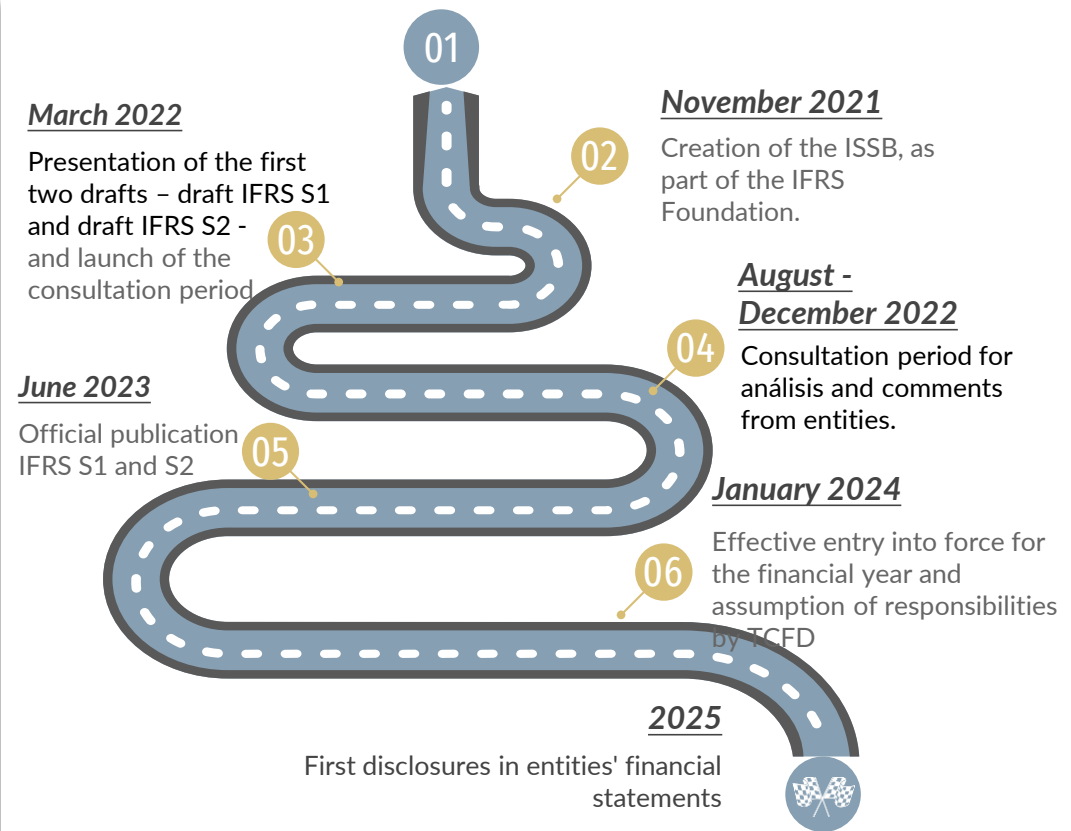 01
November 2021
02
Creation of the ISSB, as
part of the IFRS
Foundation.
March 2022
Presentation of the first
two drafts – draft IFRS S1
and draft IFRS S2 -
03
and launch of the
consultation period
August -
December 2022
04
Consultation period for
análisis and comments
from entities.
June 2023
Official publication
IFRS S1 and S2
05
January 2024
06
Effective entry into force for
the financial year and
assumption of responsibilities
by TCFD
2025
First disclosures in entities' financial
statements